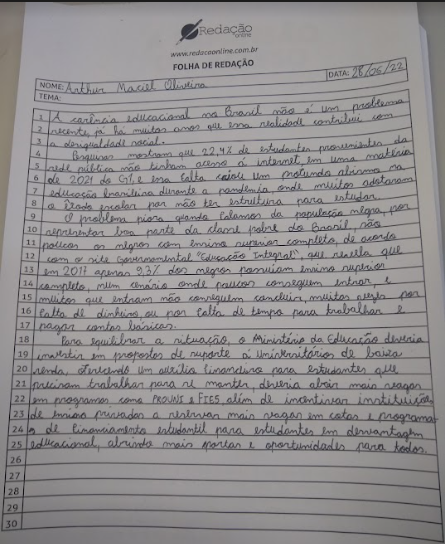 Redação
online
www.redacaonline.com.br
FOLHA DE REDAÇÃO
NOME: Arthur Maciel Oliveira
DATA: 28/06/22
TEMA:
1 A carência educacional no Brasil não é um problema
2 recente, já há muitos anos que essa realidade contribui com
3 a desigualdade social.
4 Pesquisas mostram que 22,4% de estudantes provenientes da
5 rede pública não tinham acesso à internet, em uma matéria
6 de 2021 do G1, e essa falta um profundo abismo na
7 educação brasileira durante a pandemia, onde muitos adotaram
8 a escolar por não ter estrutura para estudar.
9 O problema piora quando falamos da população negra, por
10 representar boa parte da classe pobre do Brasil, são
11 poucos os negros com ensino superior completo, de acordo
12 com o site Governamental "Educação Integral", que revela que
13 em 2017 apenas 9,3% dos negros possuiam ensino superior
14 completo, num cenário onde poucos conseguem entrar, e
15 muitos que entram não conseguem concluir, muitas vezes por
16 falta de dinheiro, ou por falta de tempo para trabalhar e
17 pagar contas básicas.
18 Para equilibrar a situação, o Ministério da Educação deveria
19 investir em propostas de suporte a Universitários de baixa
20 renda, oferecendo um auxílio financeiro para estudantes que
21 precisam trabalhar para se manter, deveria abrir mais vagas
22 em programas como PROUNS e FIES, além de incentivar instituiçõe
23 de ensino privados a reservar mais vagas em cotas e programa
24 s de financiamento estudantil para estudantes em desvantagem
25 educacional, abrindo mais portas e oportunidades para todos.
26
27
28
29
30